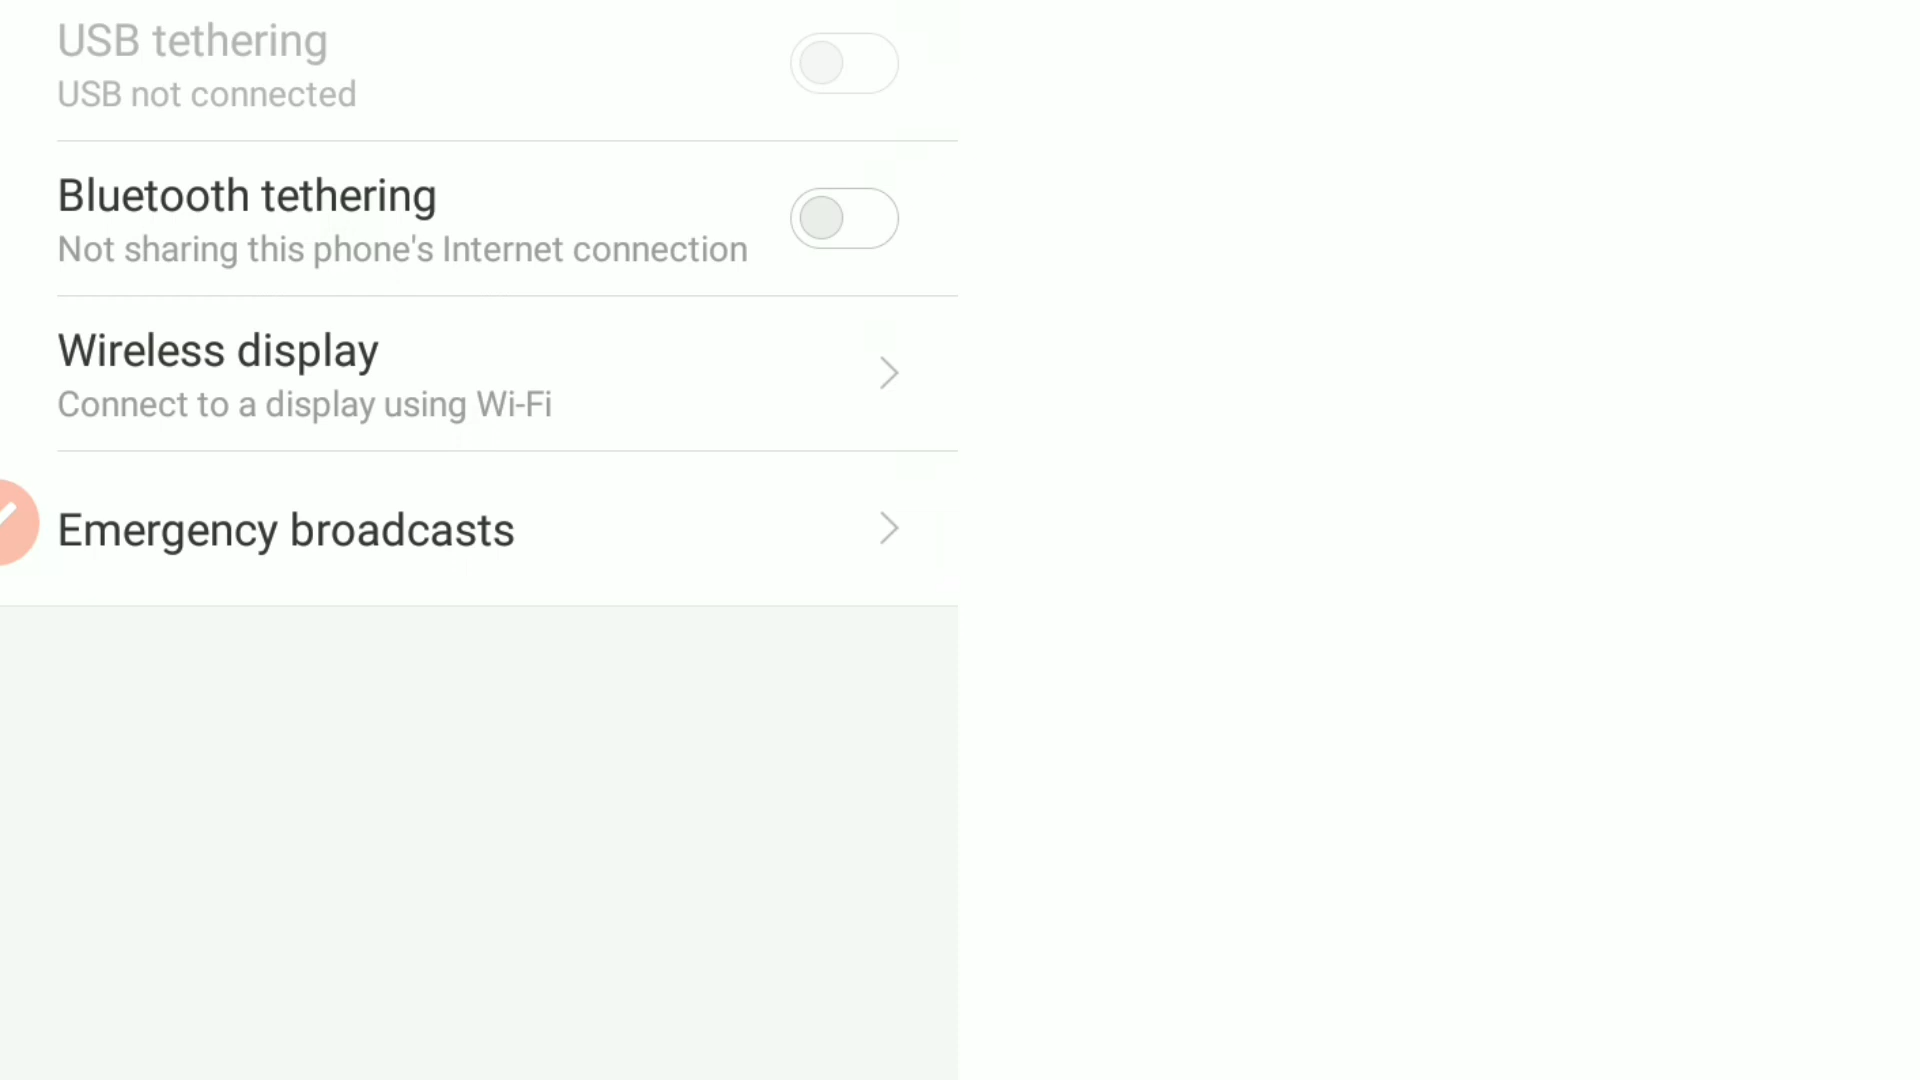 USB tethering
USB not connected
Bluetooth tethering
Not sharing this phone's Internet connection
Wireless display
Connect to a display using Wi-Fi
Emergency broadcasts